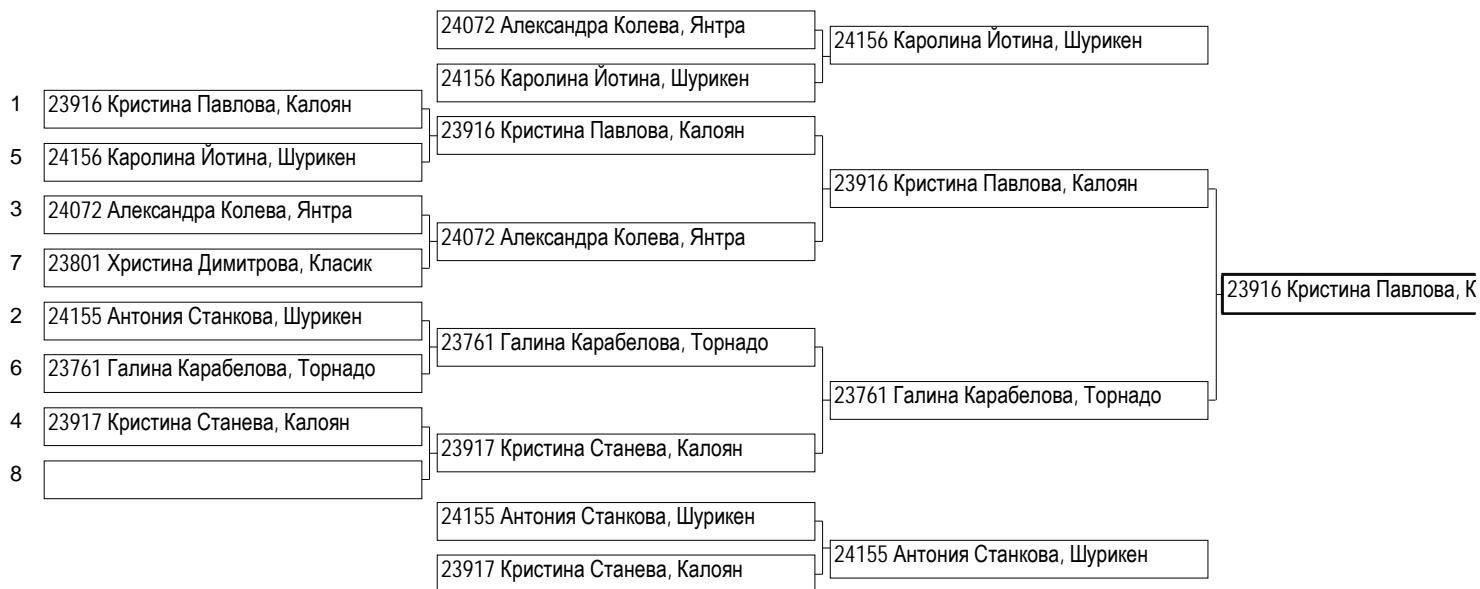 24072 Александра Колева, Янтра
24156 Каролина Йотина, Шурикен
24156 Каролина Йотина, Шурикен
1 23916 Кристина Павлова, Калоян
23916 Кристина Павлова, Калоян
5 24156 Каролина Йотина, Шурикен
23916 Кристина Павлова, Калоян
3 24072 Александра Колева, Янтра
24072 Александра Колева, Янтра
7 23801 Христина Димитрова, Класик
23916 Кристина Павлова, К
2 24155 Антония Станкова, Шурикен
23761 Галина Карабелова, Торнадо
6 23761 Галина Карабелова, Торнадо
23761 Галина Карабелова, Торнадо
4 23917 Кристина Станева, Калоян
23917 Кристина Станева, Калоян
8
24155 Антония Станкова, Шурикен
24155 Антония Станкова, Шурикен
23917 Кристина Станева, Калоян